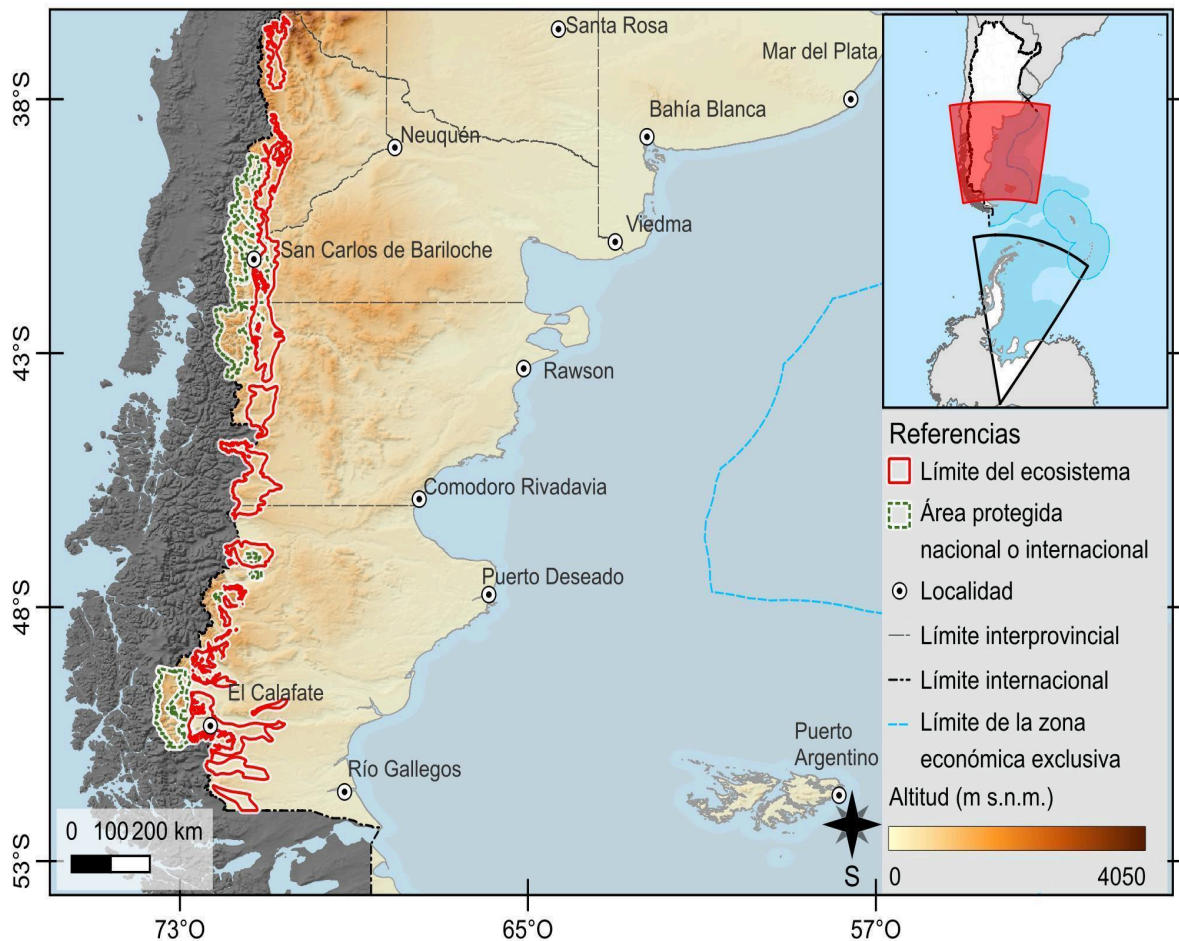 Santa Rosa
Mar del Plata
Bahía Blanca
Neuquén
Viedma
San Carlos de Bariloche
Rawson
Comodoro Rivadavia
Puerto Deseado
El Calafate
Río Gallegos
Puerto
Argentino
S
38°S
43°S
48°S
53°S
73°O
65°O
57°O
0 100 200 km
Referencias
Límite del ecosistema
Área protegida
nacional o internacional
Localidad
Límite interprovincial
Límite internacional
Límite de la zona
económica exclusiva
Altitud (m s.n.m.)
0 4050